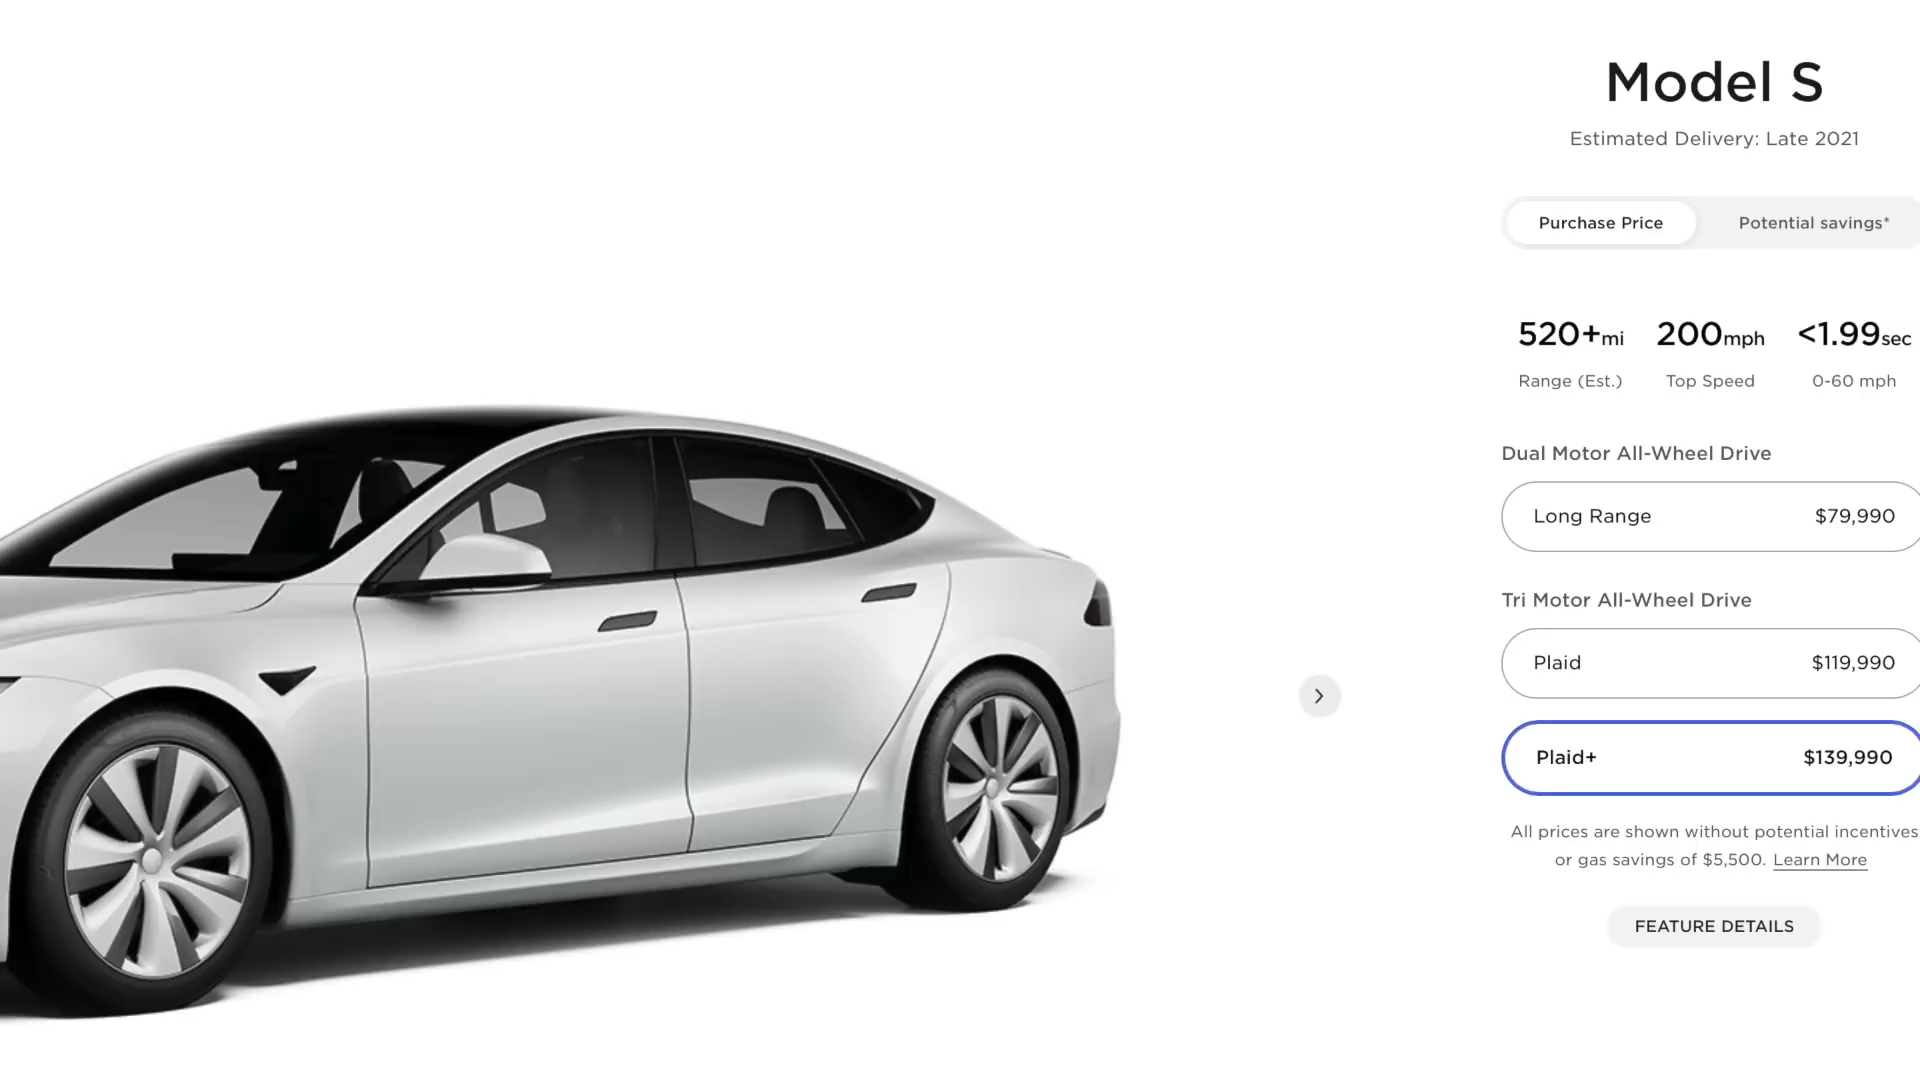 Model S
Estimated Delivery: Late 2021
Purchase Price Potential savings*
520+mi 200mph <1.99sec
Range (Est.) Top Speed 0-60 mph
Dual Motor All-Wheel Drive
Long Range $79,990
Tri Motor All-Wheel Drive
Plaid $119,990
Plaid+ $139,990
All prices are shown without potential incentives
or gas savings of $5,500. Learn More
FEATURE DETAILS